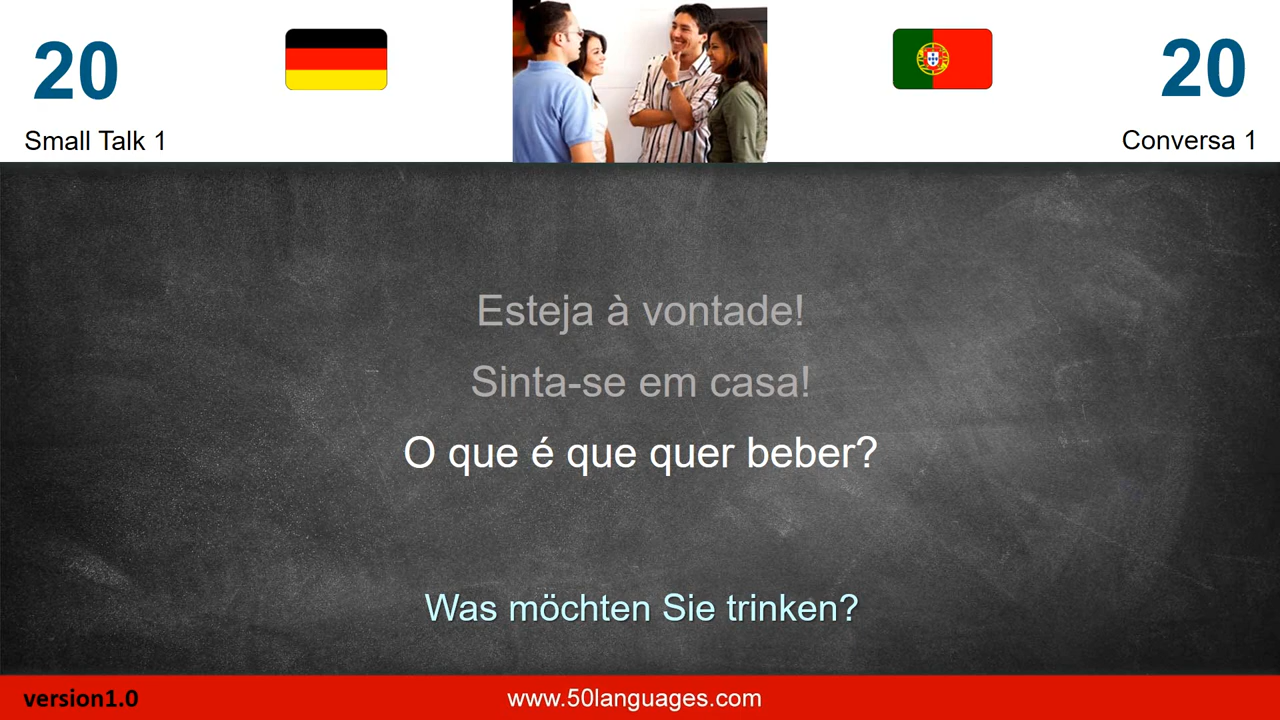 20
Small Talk 1
20
Conversa 1
Esteja à vontade!
Sinta-se em casa!
O que é que quer beber?
Was möchten Sie trinken?
version1.0
www.50languages.com